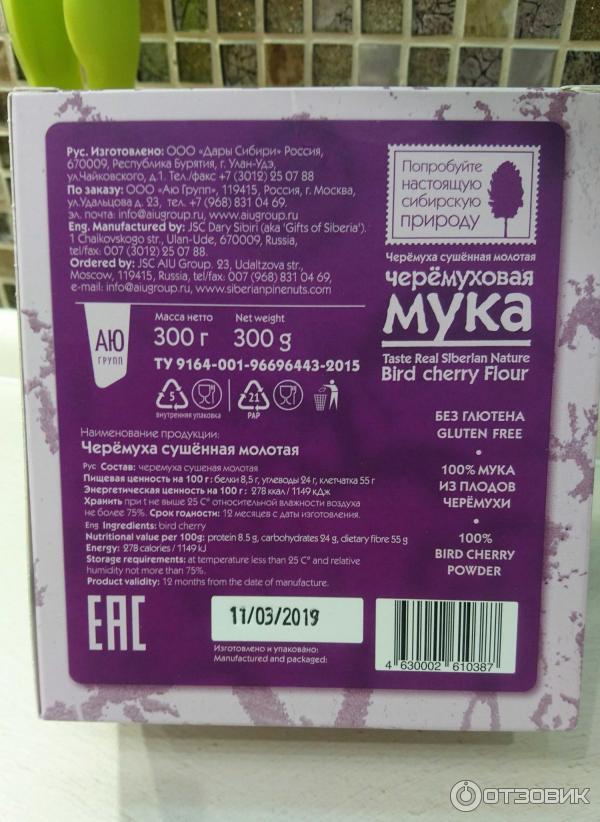 Рус. Изготовлено: ООО «Дары Сибири» Россия,
670009, Республика Бурятия, г. Улан-Удэ,
ул.Чайковского, д.1. Тел./факс +7 (3012) 25 07 88
По заказу: ООО «Аю Групп», 119415, Россия, г. Москва,
ул.Удальцова д. 23, тел. +7 (968) 831 04 69.
эл. почта: info@aiugroup.ru, www.aiugroup.ru
Eng. Manufactured by: JSC Dary Sibiri (aka 'Gifts of Siberia').
1 Chaikovskogo str., Ulan-Ude, 670009, Russia,
tel/fax: 007 (3012) 25 07 88.
Ordered by: JSC AIU Group. 23, Udaltzova str.,
Moscow, 119415, Russia, tel/fax: 007 (968) 831 04 69,
e-mail: info@aiugroup.ru, www.siberianpinenuts.com
Попробуйте
настоящую
сибирскую
природу
Черёмуха сушённая молотая
черёмуховая
мука
Taste Real Siberian Nature
Bird cherry Flour
АЮ
ГРУПП
Масса нетто Net weight
300 г 300 g
ТУ 9164-001-96696443-2015
5
внутренняя упаковка
21
PAP
БЕЗ ГЛЮТЕНА
GLUTEN FREE
•
100% МУКА
ИЗ ПЛОДОВ
ЧЕРЁМУХИ
•
100%
BIRD CHERRY
POWDER
Наименование продукции:
Черёмуха сушённая молотая
Рус Состав: черемуха сушеная молотая
Пищевая ценность на 100 г: белки 8,5 г, углеводы 24 г, клетчатка 55 г
Энергетическая ценность на 100 г: 278 ккал / 1149 кДж
Хранить при t не выше 25 С° относительной влажности воздуха
не более 75%. Срок годности: 12 месяцев с даты изготовления.
Eng Ingredients: bird cherry
Nutritional value per 100g: protein 8.5 g, carbohydrates 24 g, dietary fibre 55 g
Energy: 278 calories / 1149 kJ
Storage requirements: at temperature less than 25 C° and relative
humidity not more than 75%.
Product validity: 12 months from the date of manufacture.
EAC
11/03/2019
Изготовлено и упаковано:
Manufactured and packaged:
4 630002 610387
ОТЗОВИК